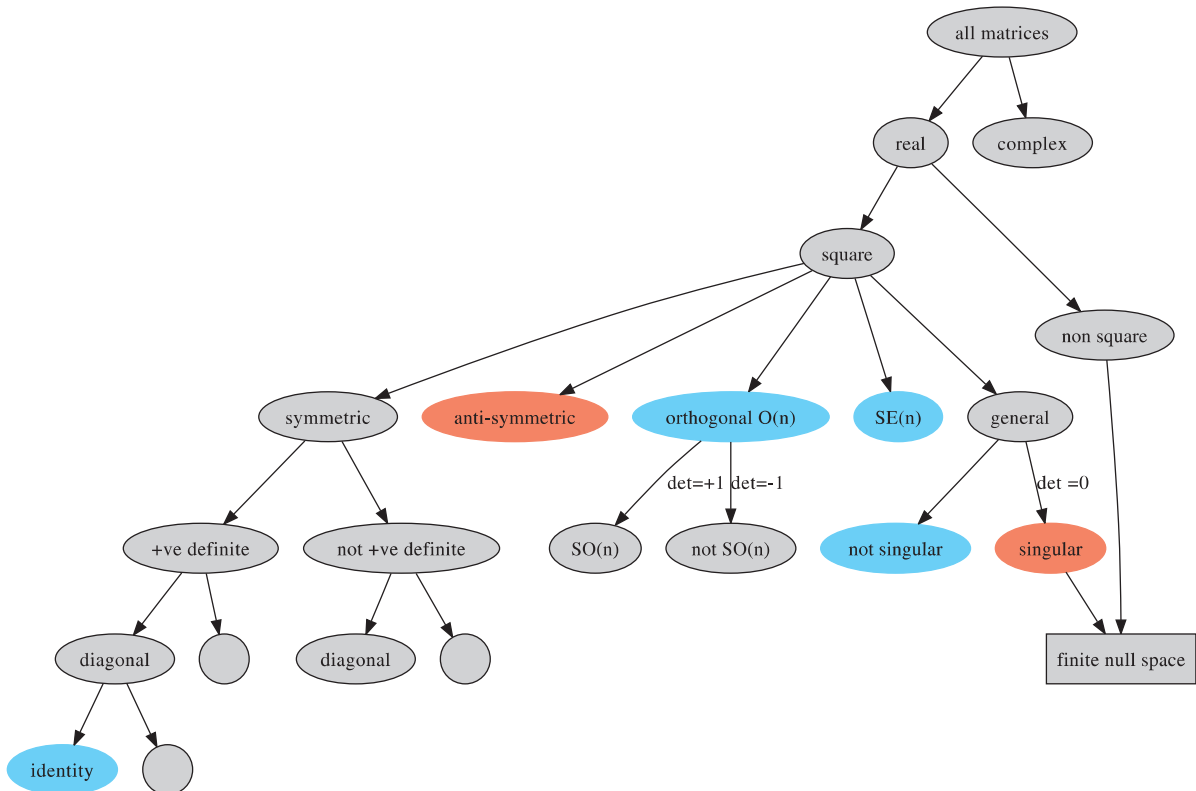 all matrices
real
complex
square
non square
symmetric
anti-symmetric
orthogonal O(n)
SE(n)
general
det=+1
det=-1
det =0
+ve definite
not +ve definite
SO(n)
not SO(n)
not singular
singular
diagonal
diagonal
finite null space
identity